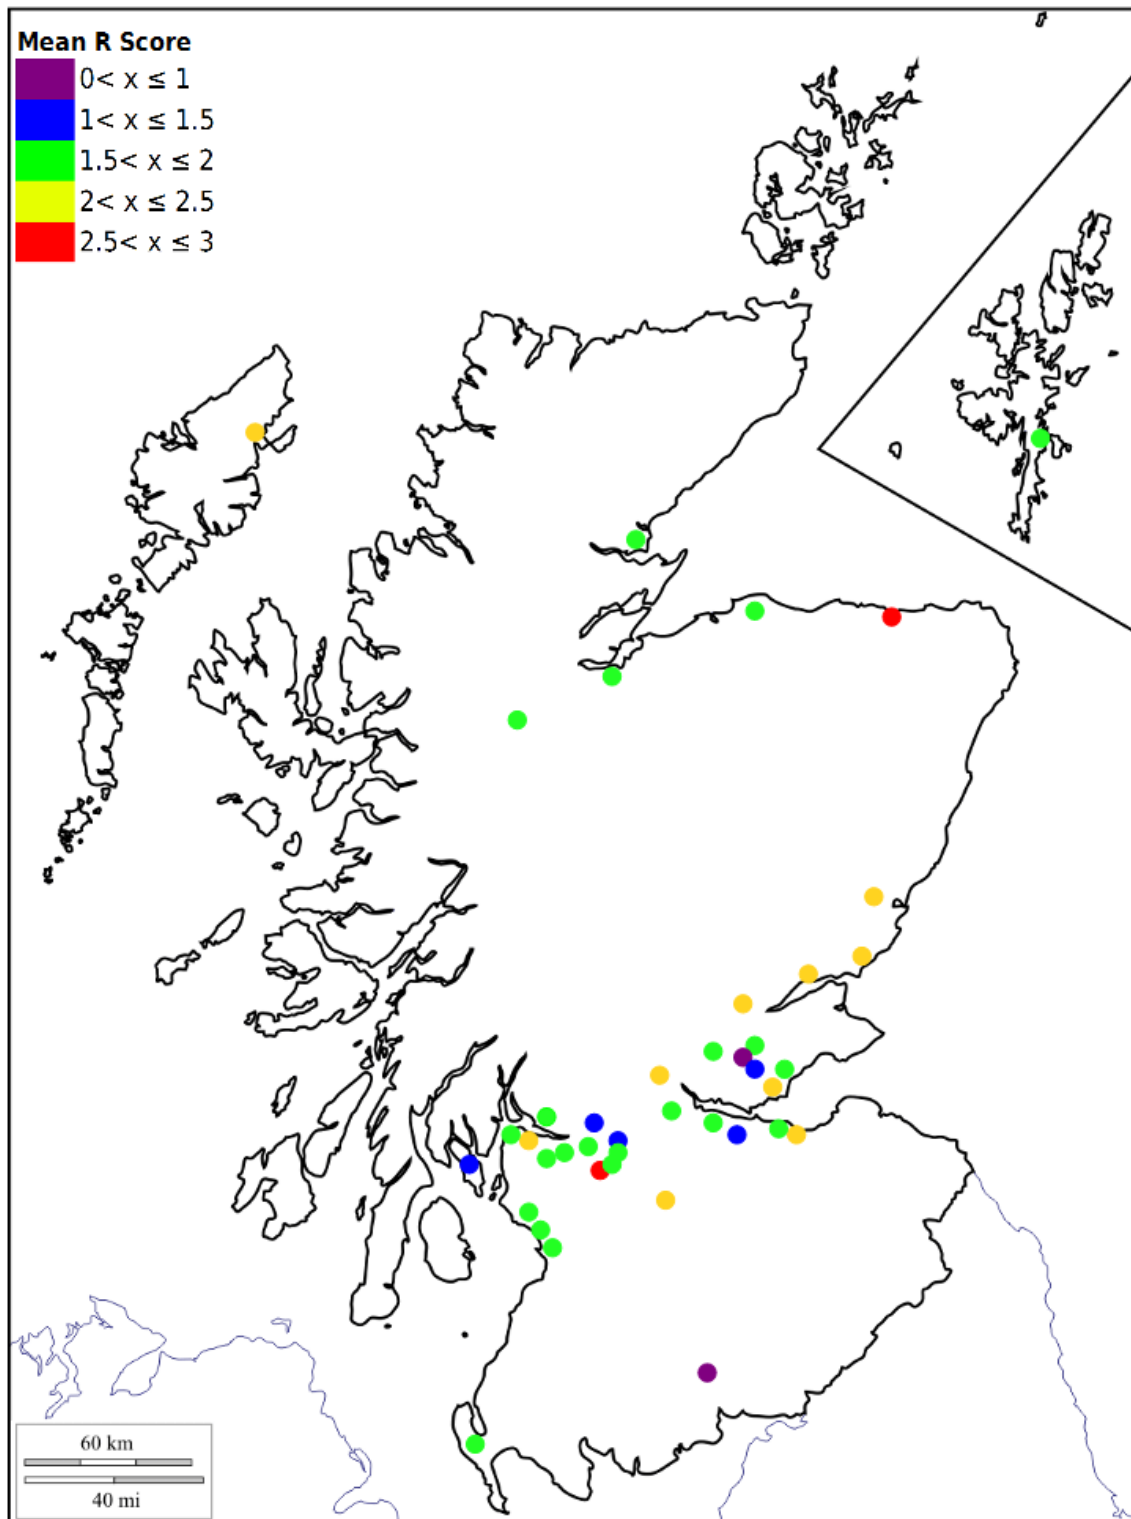 Mean R Score
0< x ≤ 1
1< x ≤ 1.5
1.5< x ≤ 2
2< x ≤ 2.5
2.5< x ≤ 3
60 km
40 mi